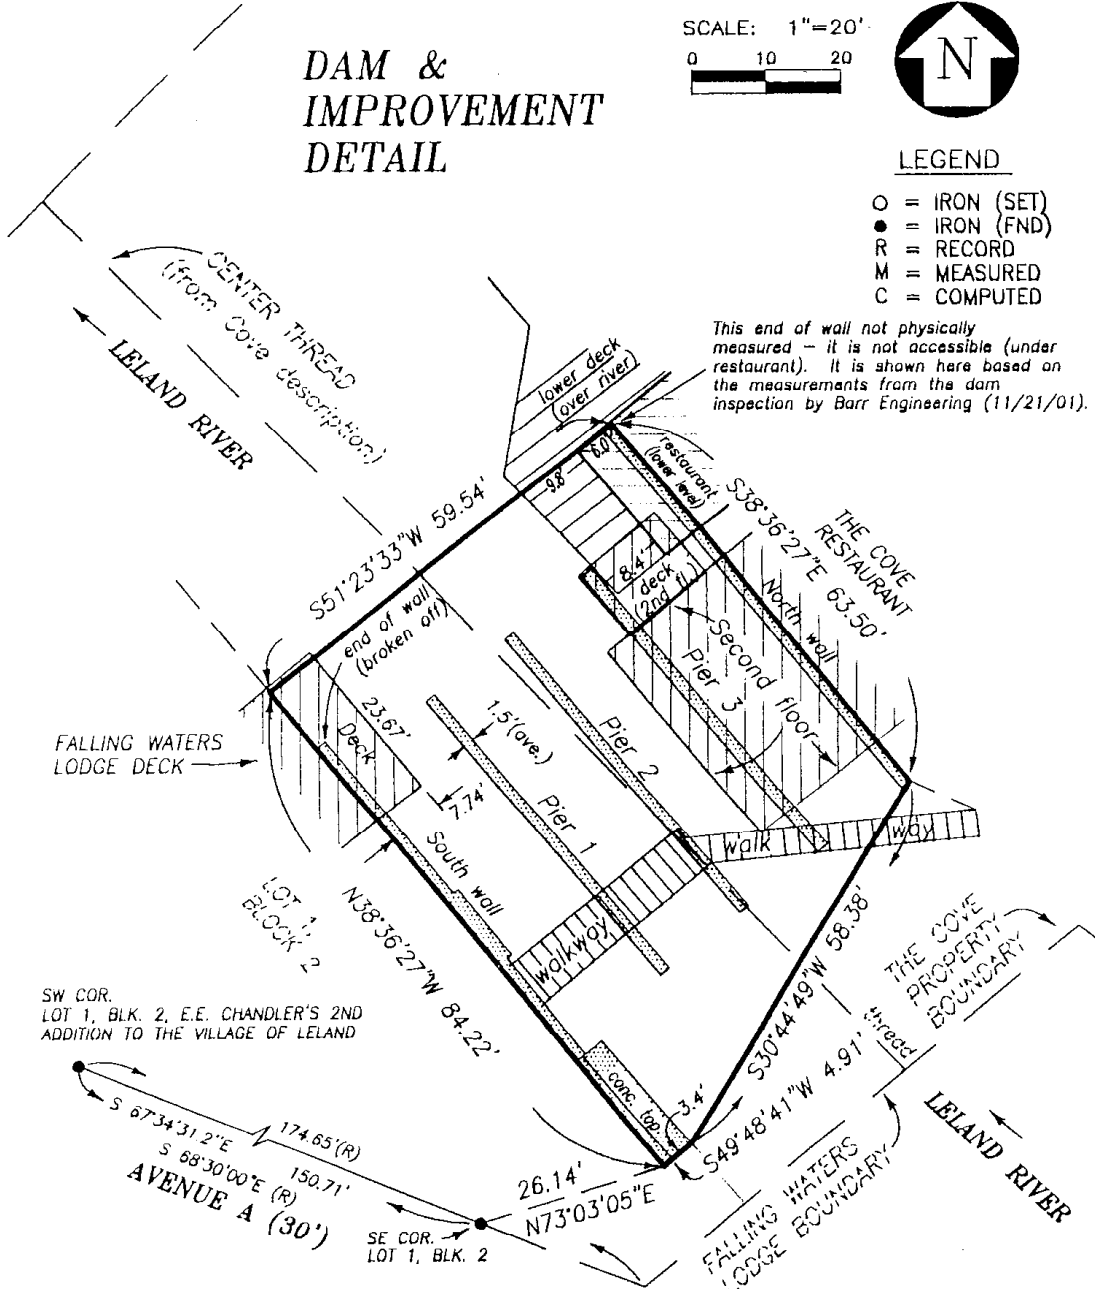 DAM &
IMPROVEMENT
DETAIL
SCALE: 1"=20'
0 10 20
N
LEGEND
= IRON (SET)
= IRON (FND)
R = RECORD
M = MEASURED
C = COMPUTED
This end of wall not physically
measured – it is not accessible (under
restaurant). It is shown here based on
the measurements from the dam
inspection by Barr Engineering (11/21/01).
CENTER THREAD
(from Cove description)
LELAND RIVER
lower deck
(over river)
restaurant
(lower level)
6.0'
9.8'
S51°23'33"W 59.54'
S38°36'27"E 63.50'
THE COVE
RESTAURANT
North wall
8.4'
deck
(2nd fl.)
Second floor
Pier 3
end of wall
(broken off)
23.67'
Deck
1.5'(ave.)
Pier 2
7.74'
Pier 1
FALLING WATERS
LODGE DECK
South wall
walk way
walkway
LOT 1,
BLOCK 2
N38°36'27"W 84.22'
S30°44'49"W 58.38'
THE COVE
PROPERTY
BOUNDARY
thread
SW COR.
LOT 1, BLK. 2, E.E. CHANDLER'S 2ND
ADDITION TO THE VILLAGE OF LELAND
conc. top
3.4'
S49°48'41"W 4.91'
LELAND RIVER
S 67°34'31.2"E 174.65'(R)
S 68°30'00"E (R) 150.71'
AVENUE A (30')
26.14'
N73°03'05"E
SE COR.
LOT 1, BLK. 2
FALLING WATERS
LODGE BOUNDARY